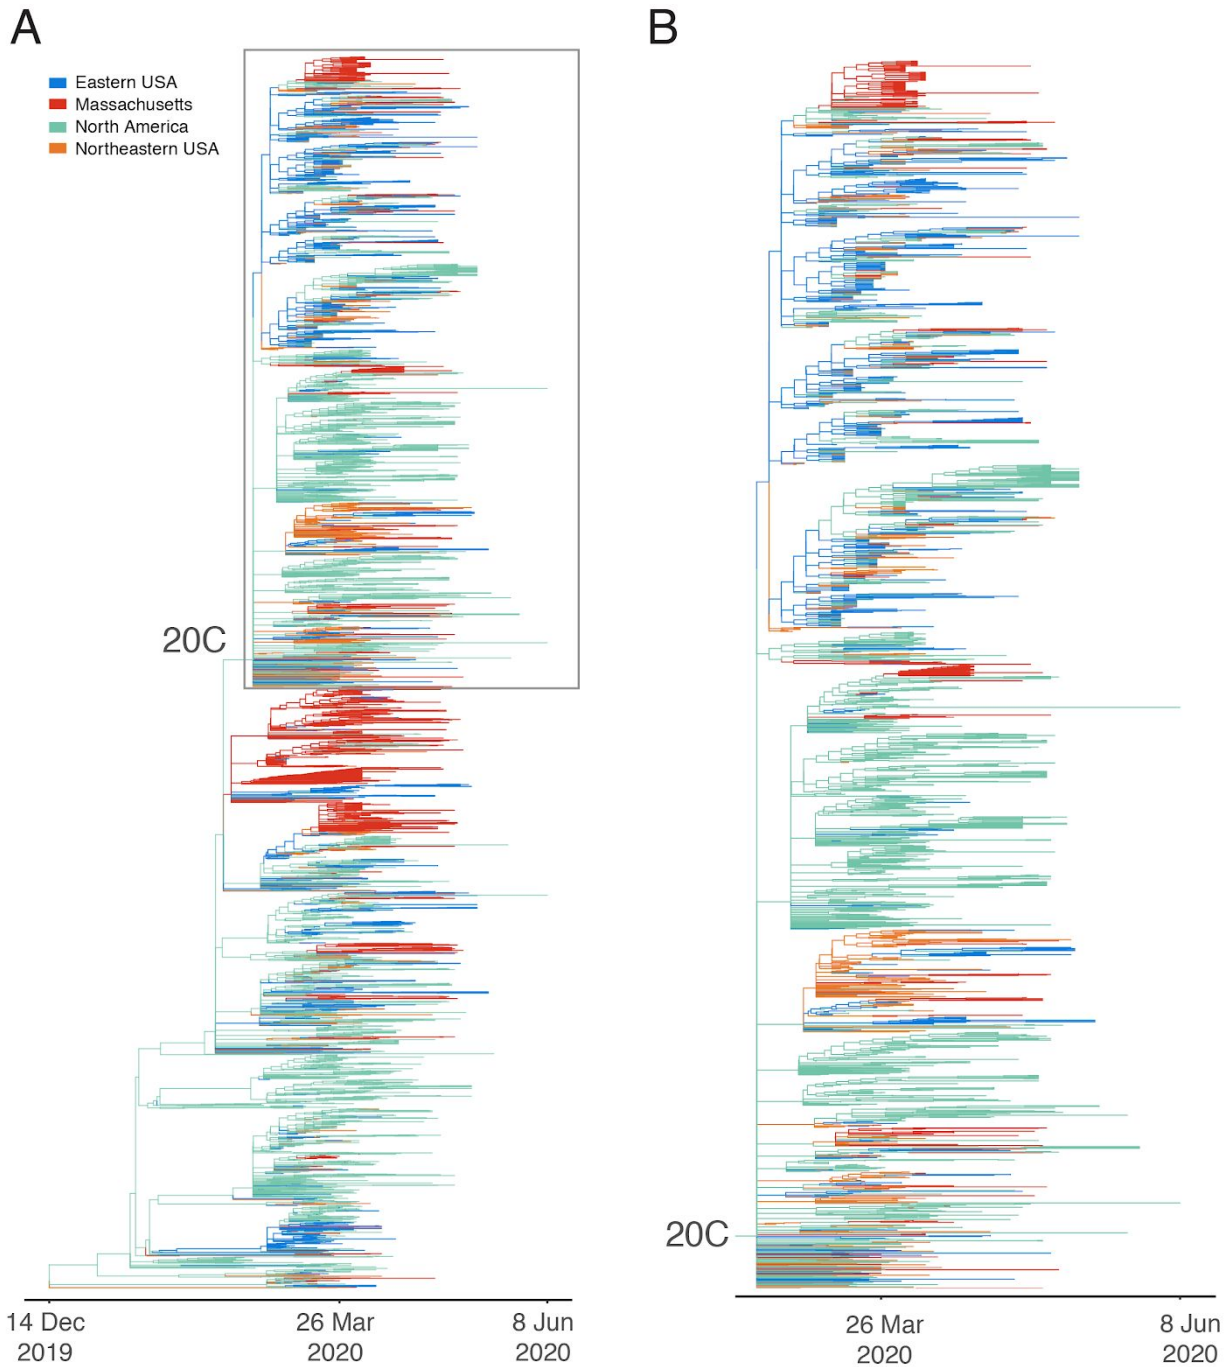 A
B
Eastern USA
Massachusetts
North America
Northeastern USA
20C
20C
14 Dec
2019
26 Mar
2020
8 Jun
2020
26 Mar
2020
8 Jun
2020